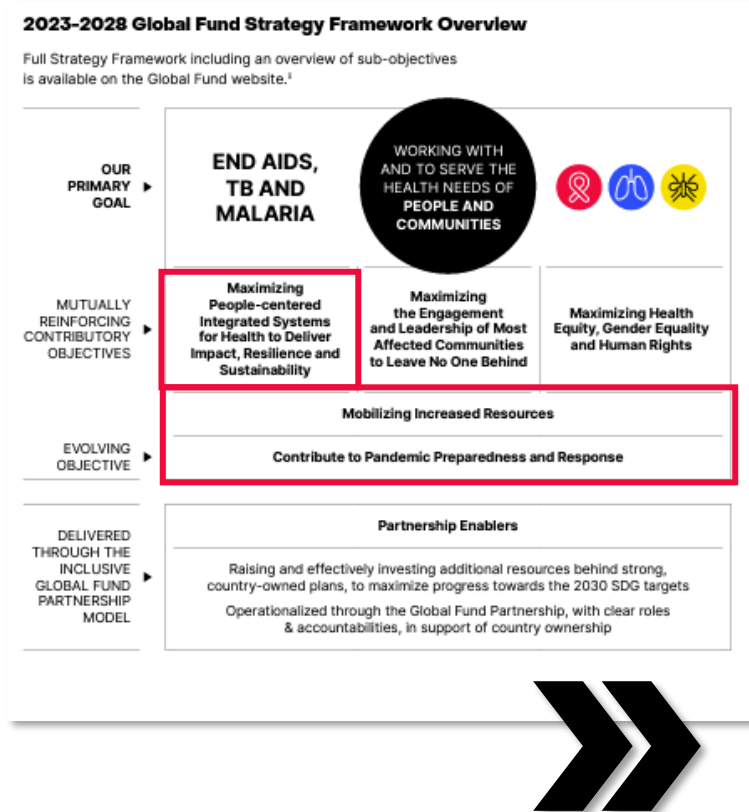 2023-2028 Global Fund Strategy Framework Overview
Full Strategy Framework including an overview of sub-objectives
is available on the Global Fund website.¹
OUR
PRIMARY
GOAL
END AIDS,
TB AND
MALARIA
WORKING WITH
AND TO SERVE THE
HEALTH NEEDS OF
PEOPLE AND
COMMUNITIES
MUTUALLY
REINFORCING
CONTRIBUTORY
OBJECTIVES
Maximizing
People-centered
Integrated Systems
for Health to Deliver
Impact, Resilience and
Sustainability
Maximizing
the Engagement
and Leadership of Most
Affected Communities
to Leave No One Behind
Maximizing Health
Equity, Gender Equality
and Human Rights
Mobilizing Increased Resources
EVOLVING
OBJECTIVE
Contribute to Pandemic Preparedness and Response
DELIVERED
THROUGH THE
INCLUSIVE
GLOBAL FUND
PARTNERSHIP
MODEL
Partnership Enablers
Raising and effectively investing additional resources behind strong,
country-owned plans, to maximize progress towards the 2030 SDG targets
Operationalized through the Global Fund Partnership, with clear roles
& accountabilities, in support of country ownership